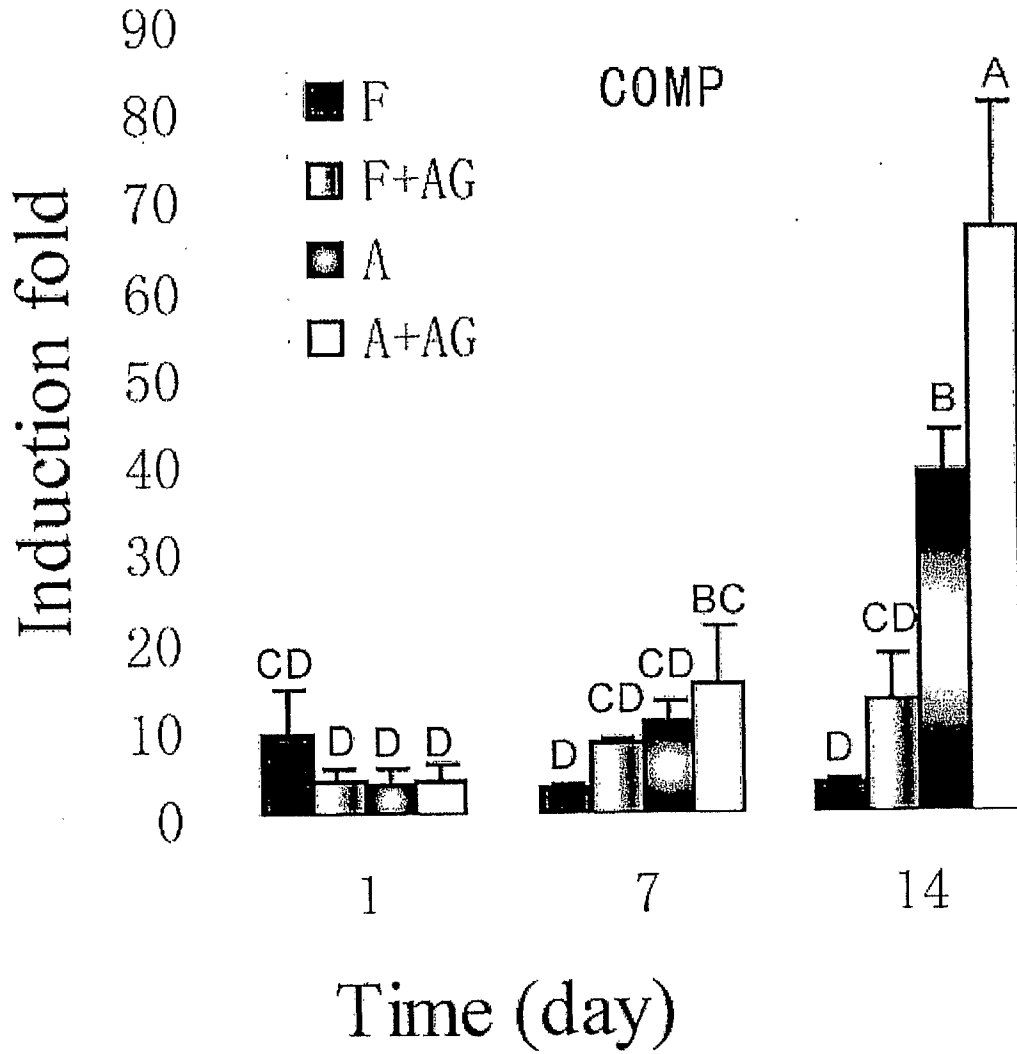 COMP
Induction fold
90
80
70
60
50
40
30
20
10
0
F
F+AG
A
A+AG
CD
D
D
D
D
CD
CD
BC
D
CD
B
A
1
7
14
Time (day)